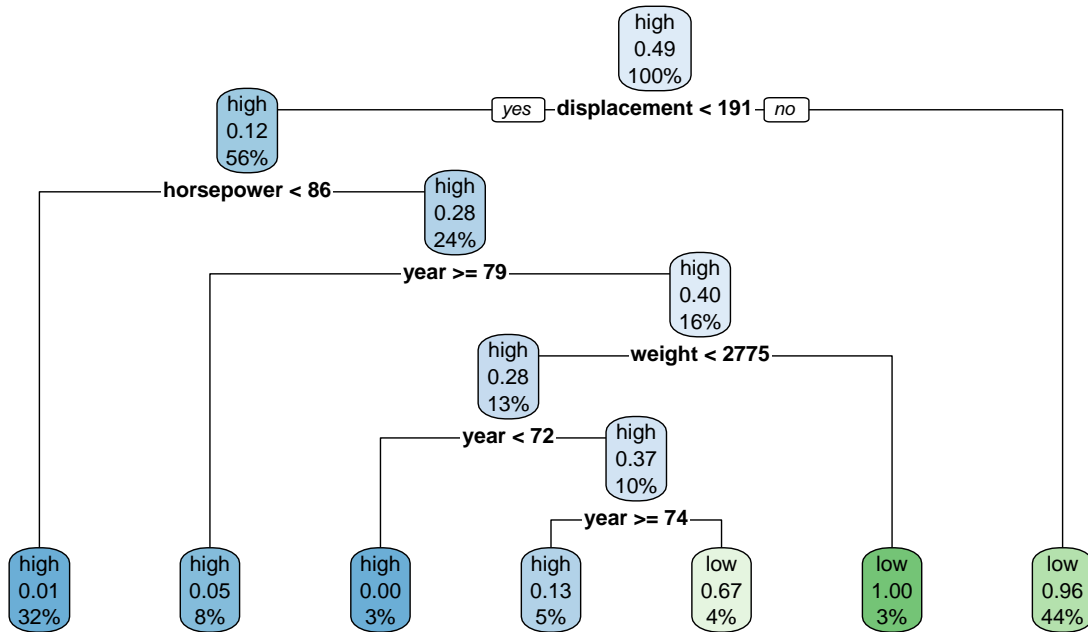 high
0.49
100%
yes displacement < 191 no
high
0.12
56%
horsepower < 86
high
0.28
24%
year >= 79
high
0.40
16%
weight < 2775
high
0.28
13%
year < 72
high
0.37
10%
year >= 74
high
0.01
32%
high
0.05
8%
high
0.00
3%
high
0.13
5%
low
0.67
4%
low
1.00
3%
low
0.96
44%